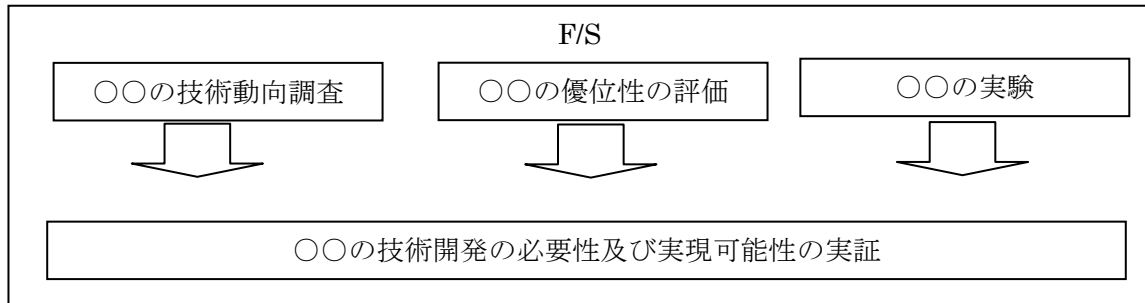 F/S
○○の技術動向調査
○○の優位性の評価
○○の実験
○○の技術開発の必要性及び実現可能性の実証